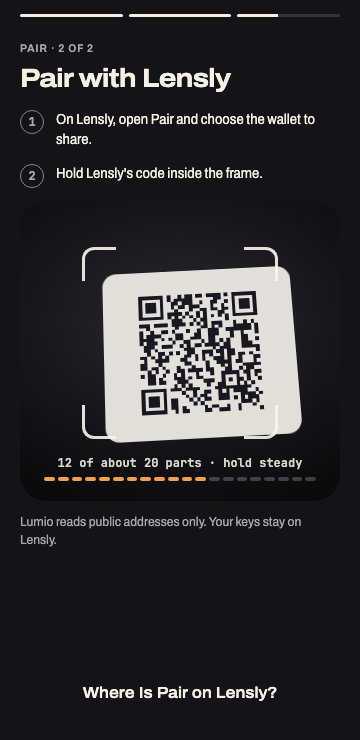 PAIR · 2 OF 2
Pair with Lensly
1 On Lensly, open Pair and choose the wallet to
share.
2 Hold Lensly's code inside the frame.
12 of about 20 parts · hold steady
Lumio reads public addresses only. Your keys stay on
Lensly.
Where Is Pair on Lensly?